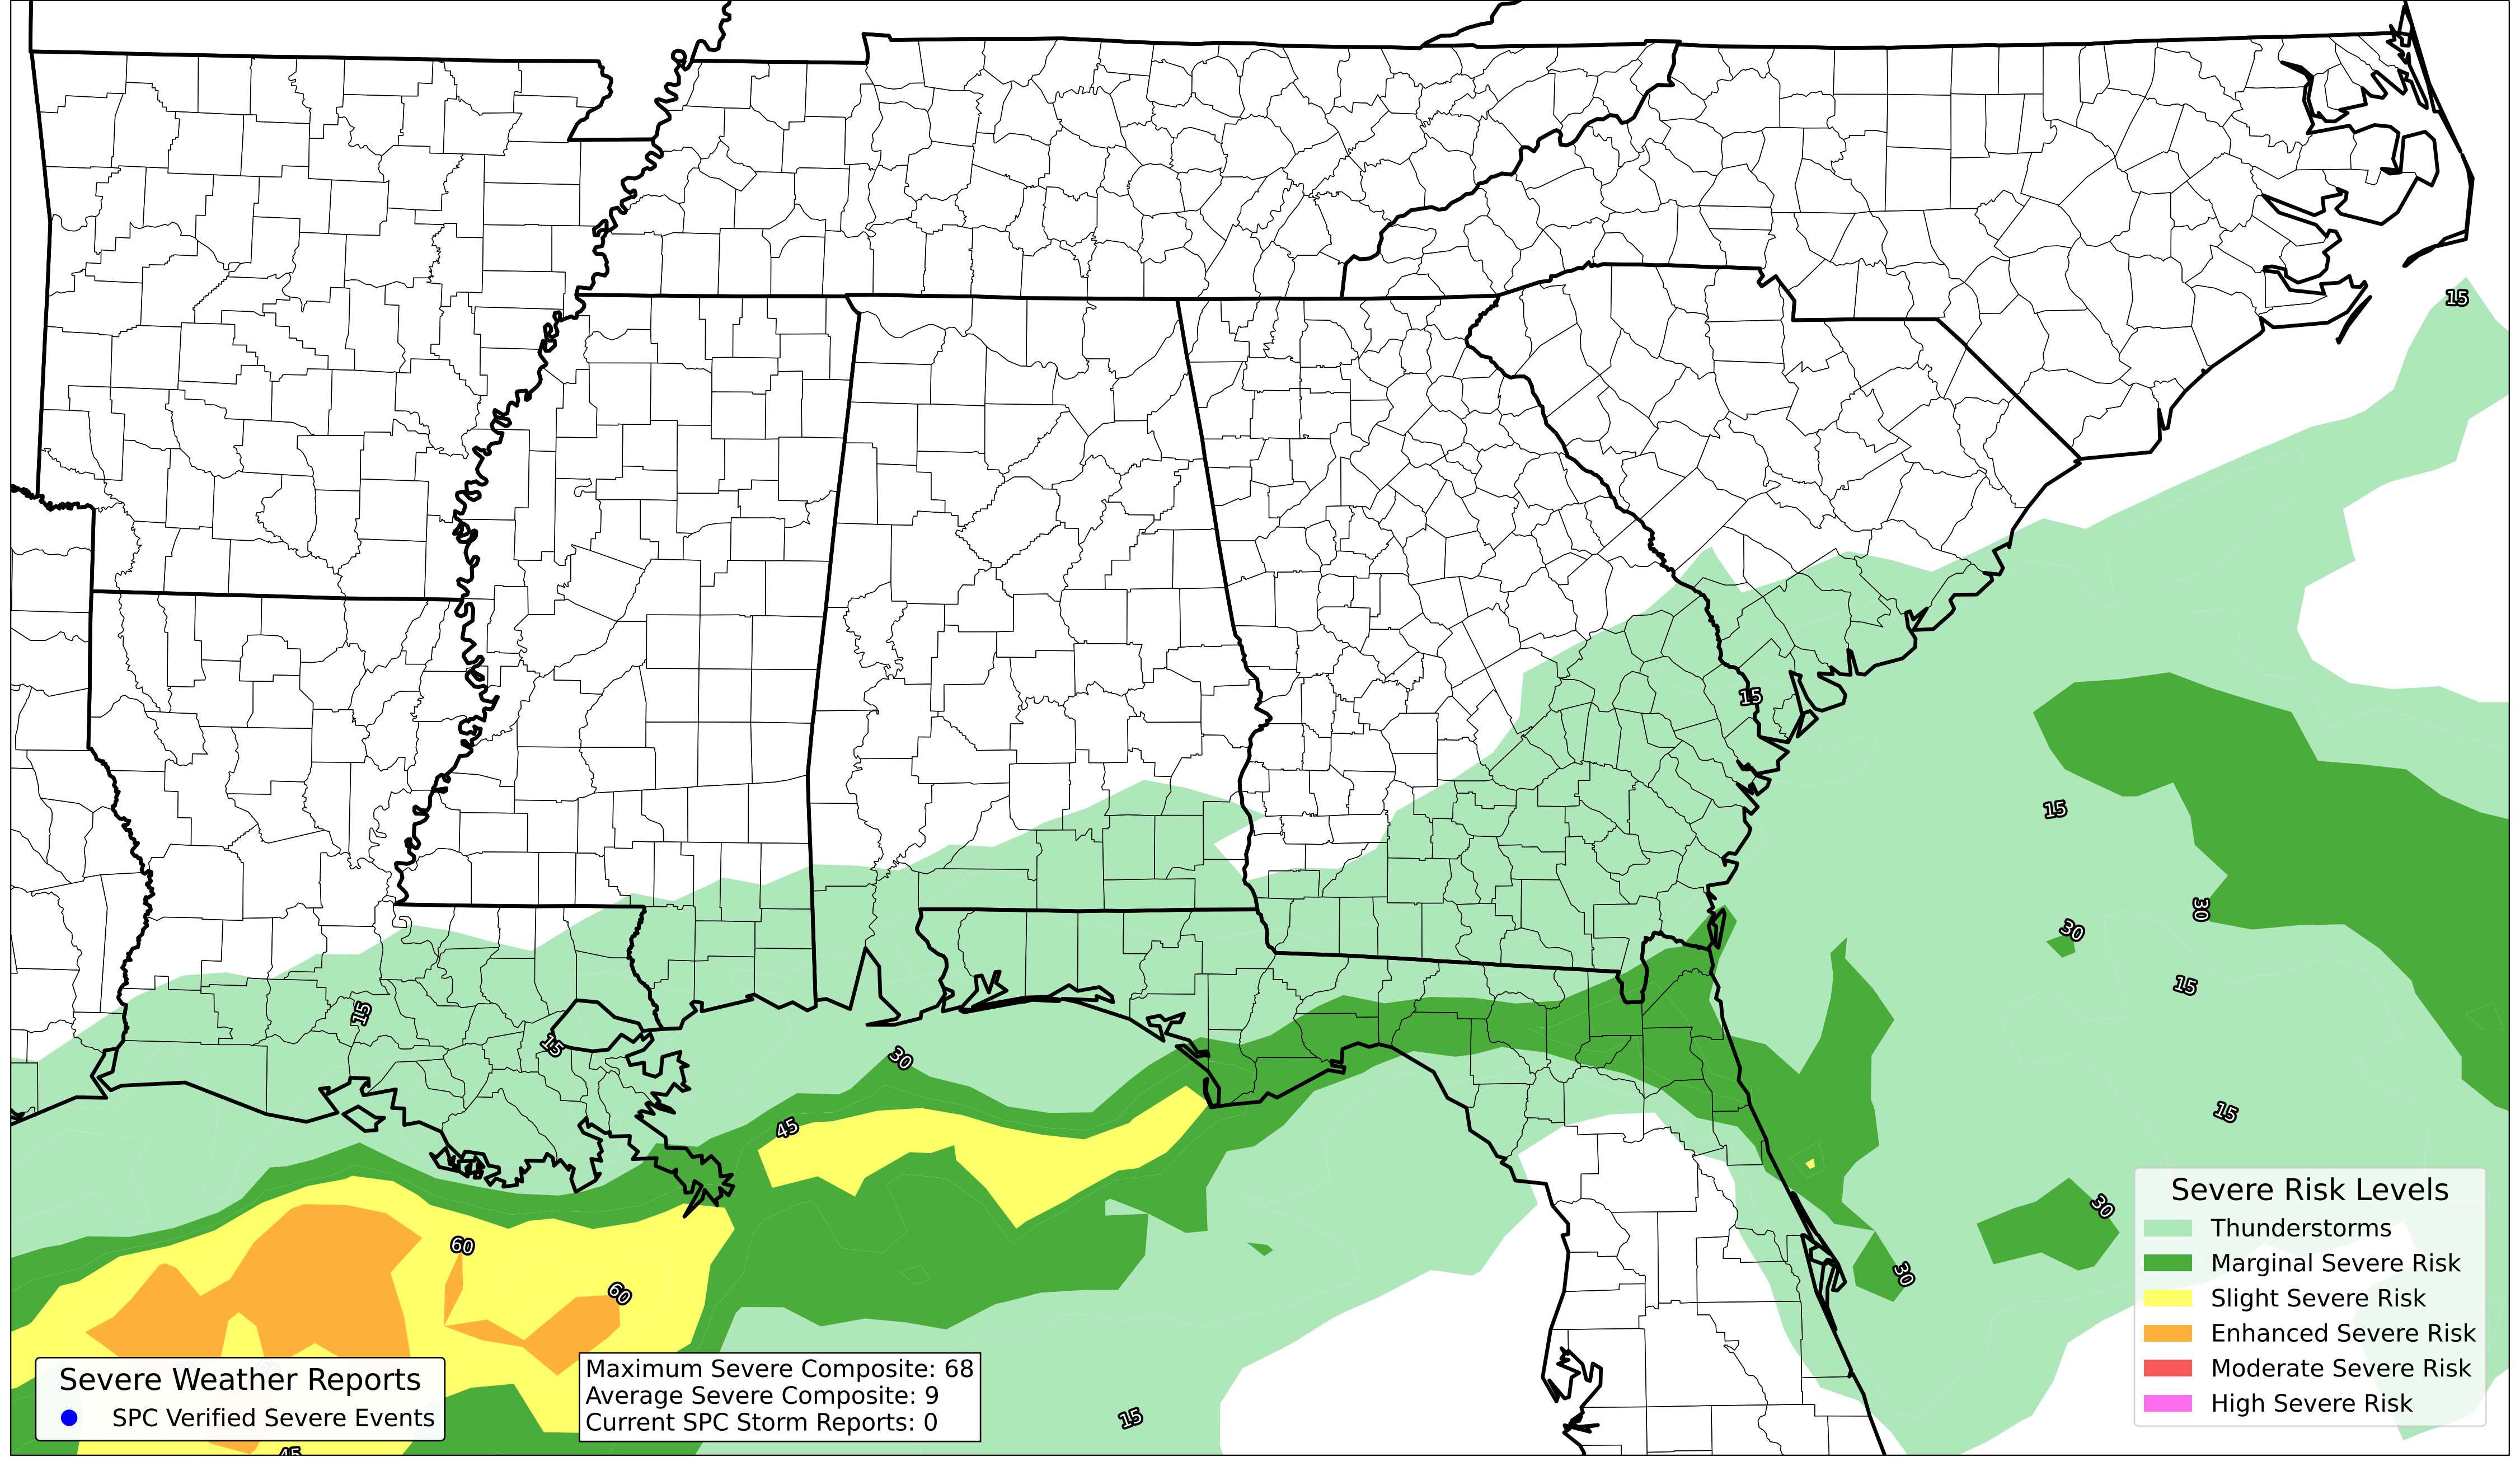 15
15
15
15
30
30
15
15
15
30
45
30
60
30
60
15
45
Severe Risk Levels
Thunderstorms
Marginal Severe Risk
Slight Severe Risk
Enhanced Severe Risk
Moderate Severe Risk
High Severe Risk
Severe Weather Reports
SPC Verified Severe Events
Maximum Severe Composite: 68
Average Severe Composite: 9
Current SPC Storm Reports: 0